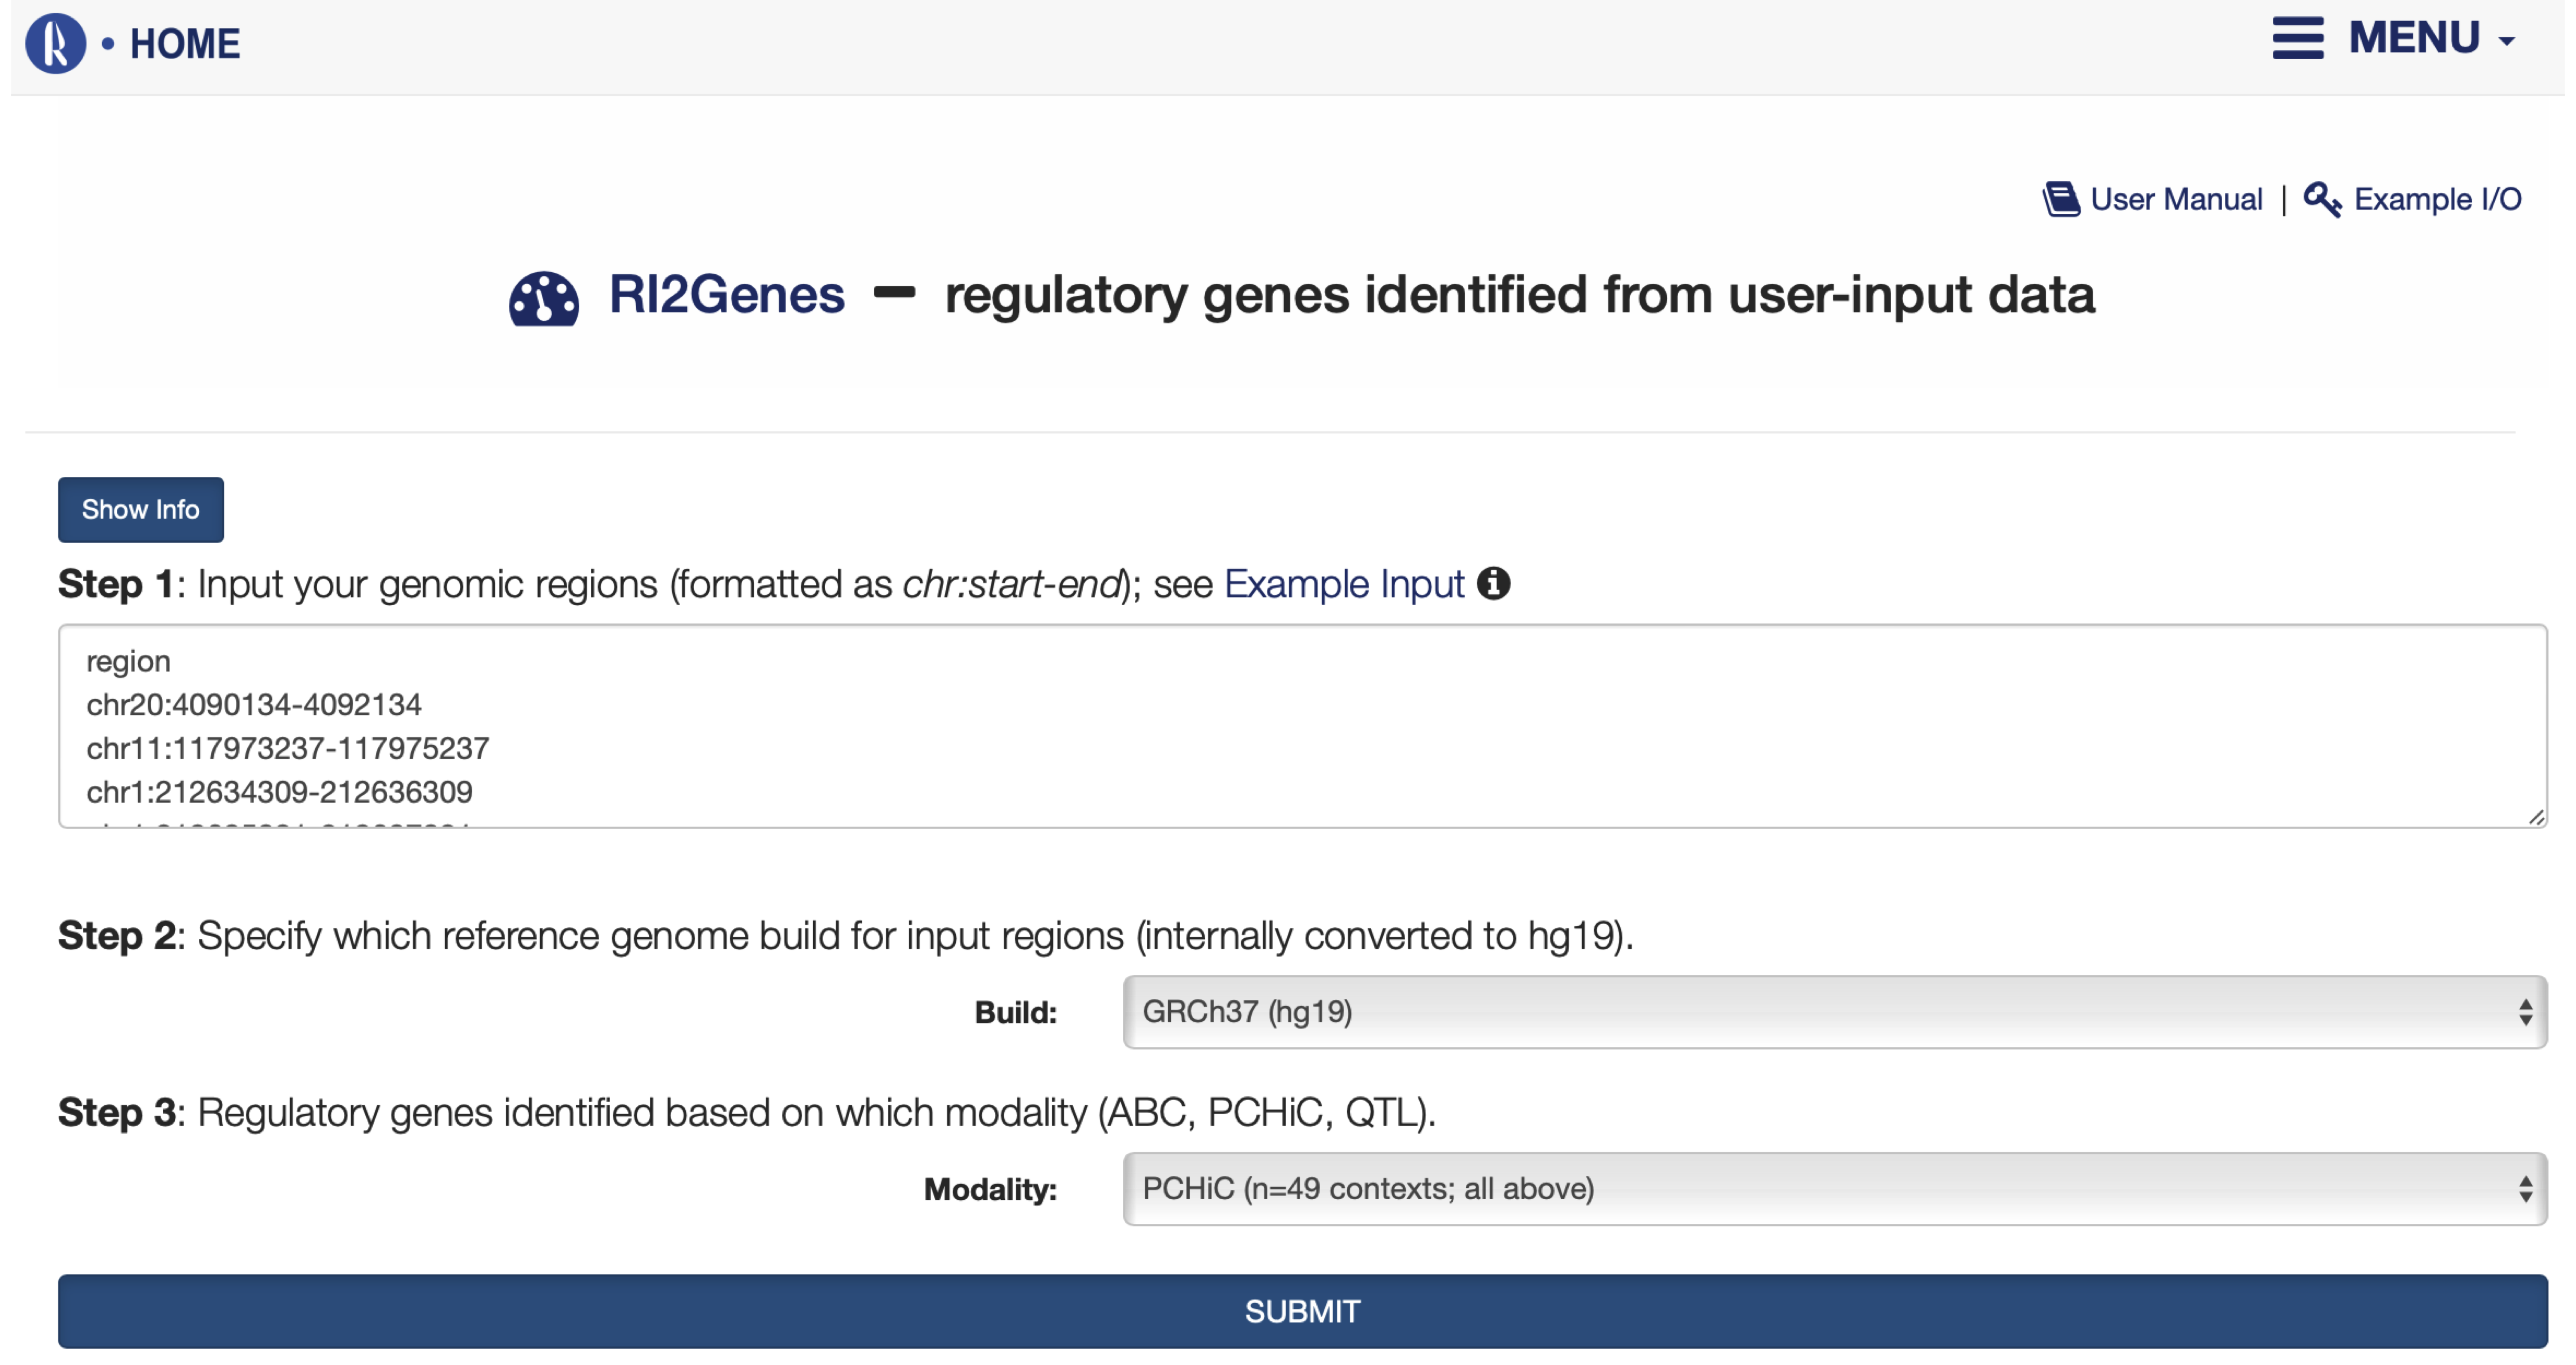 • HOME
MENU
User Manual | Example I/O
RI2Genes — regulatory genes identified from user-input data
Show Info
Step 1: Input your genomic regions (formatted as chr:start-end); see Example Input
region
chr20:4090134-4092134
chr11:117973237-117975237
chr1:212634309-212636309
Step 2: Specify which reference genome build for input regions (internally converted to hg19).
Build: GRCh37 (hg19)
Step 3: Regulatory genes identified based on which modality (ABC, PCHiC, QTL).
Modality: PCHiC (n=49 contexts; all above)
SUBMIT